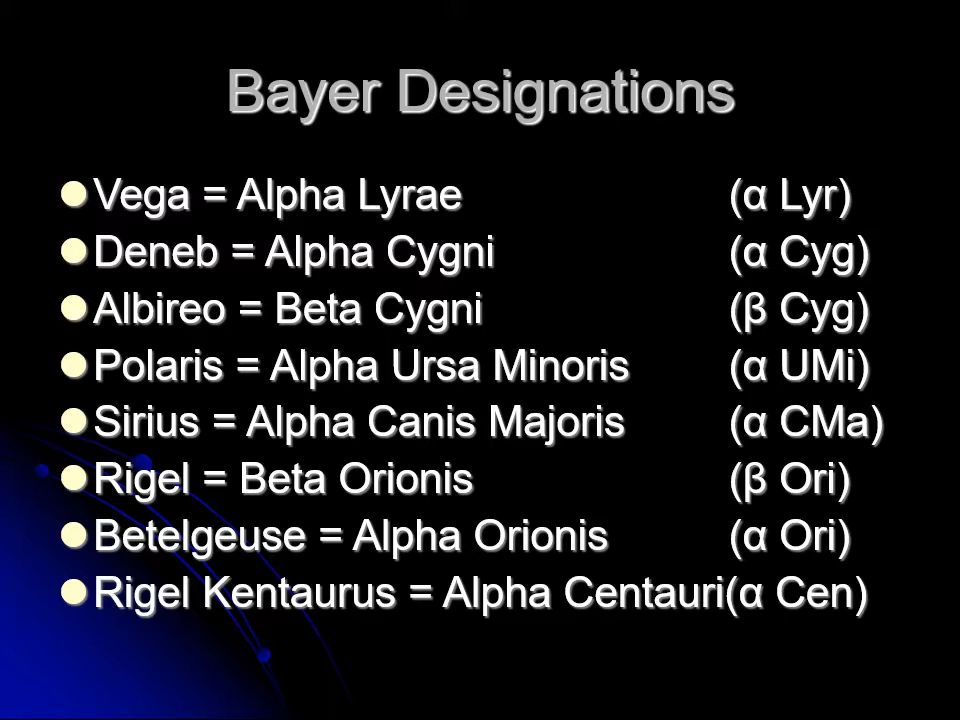 Bayer Designations
Vega = Alpha Lyrae (α Lyr)
Deneb = Alpha Cygni (α Cyg)
Albireo = Beta Cygni (β Cyg)
Polaris = Alpha Ursa Minoris (α UMi)
Sirius = Alpha Canis Majoris (α CMa)
Rigel = Beta Orionis (β Ori)
Betelgeuse = Alpha Orionis (α Ori)
Rigel Kentaurus = Alpha Centauri(α Cen)